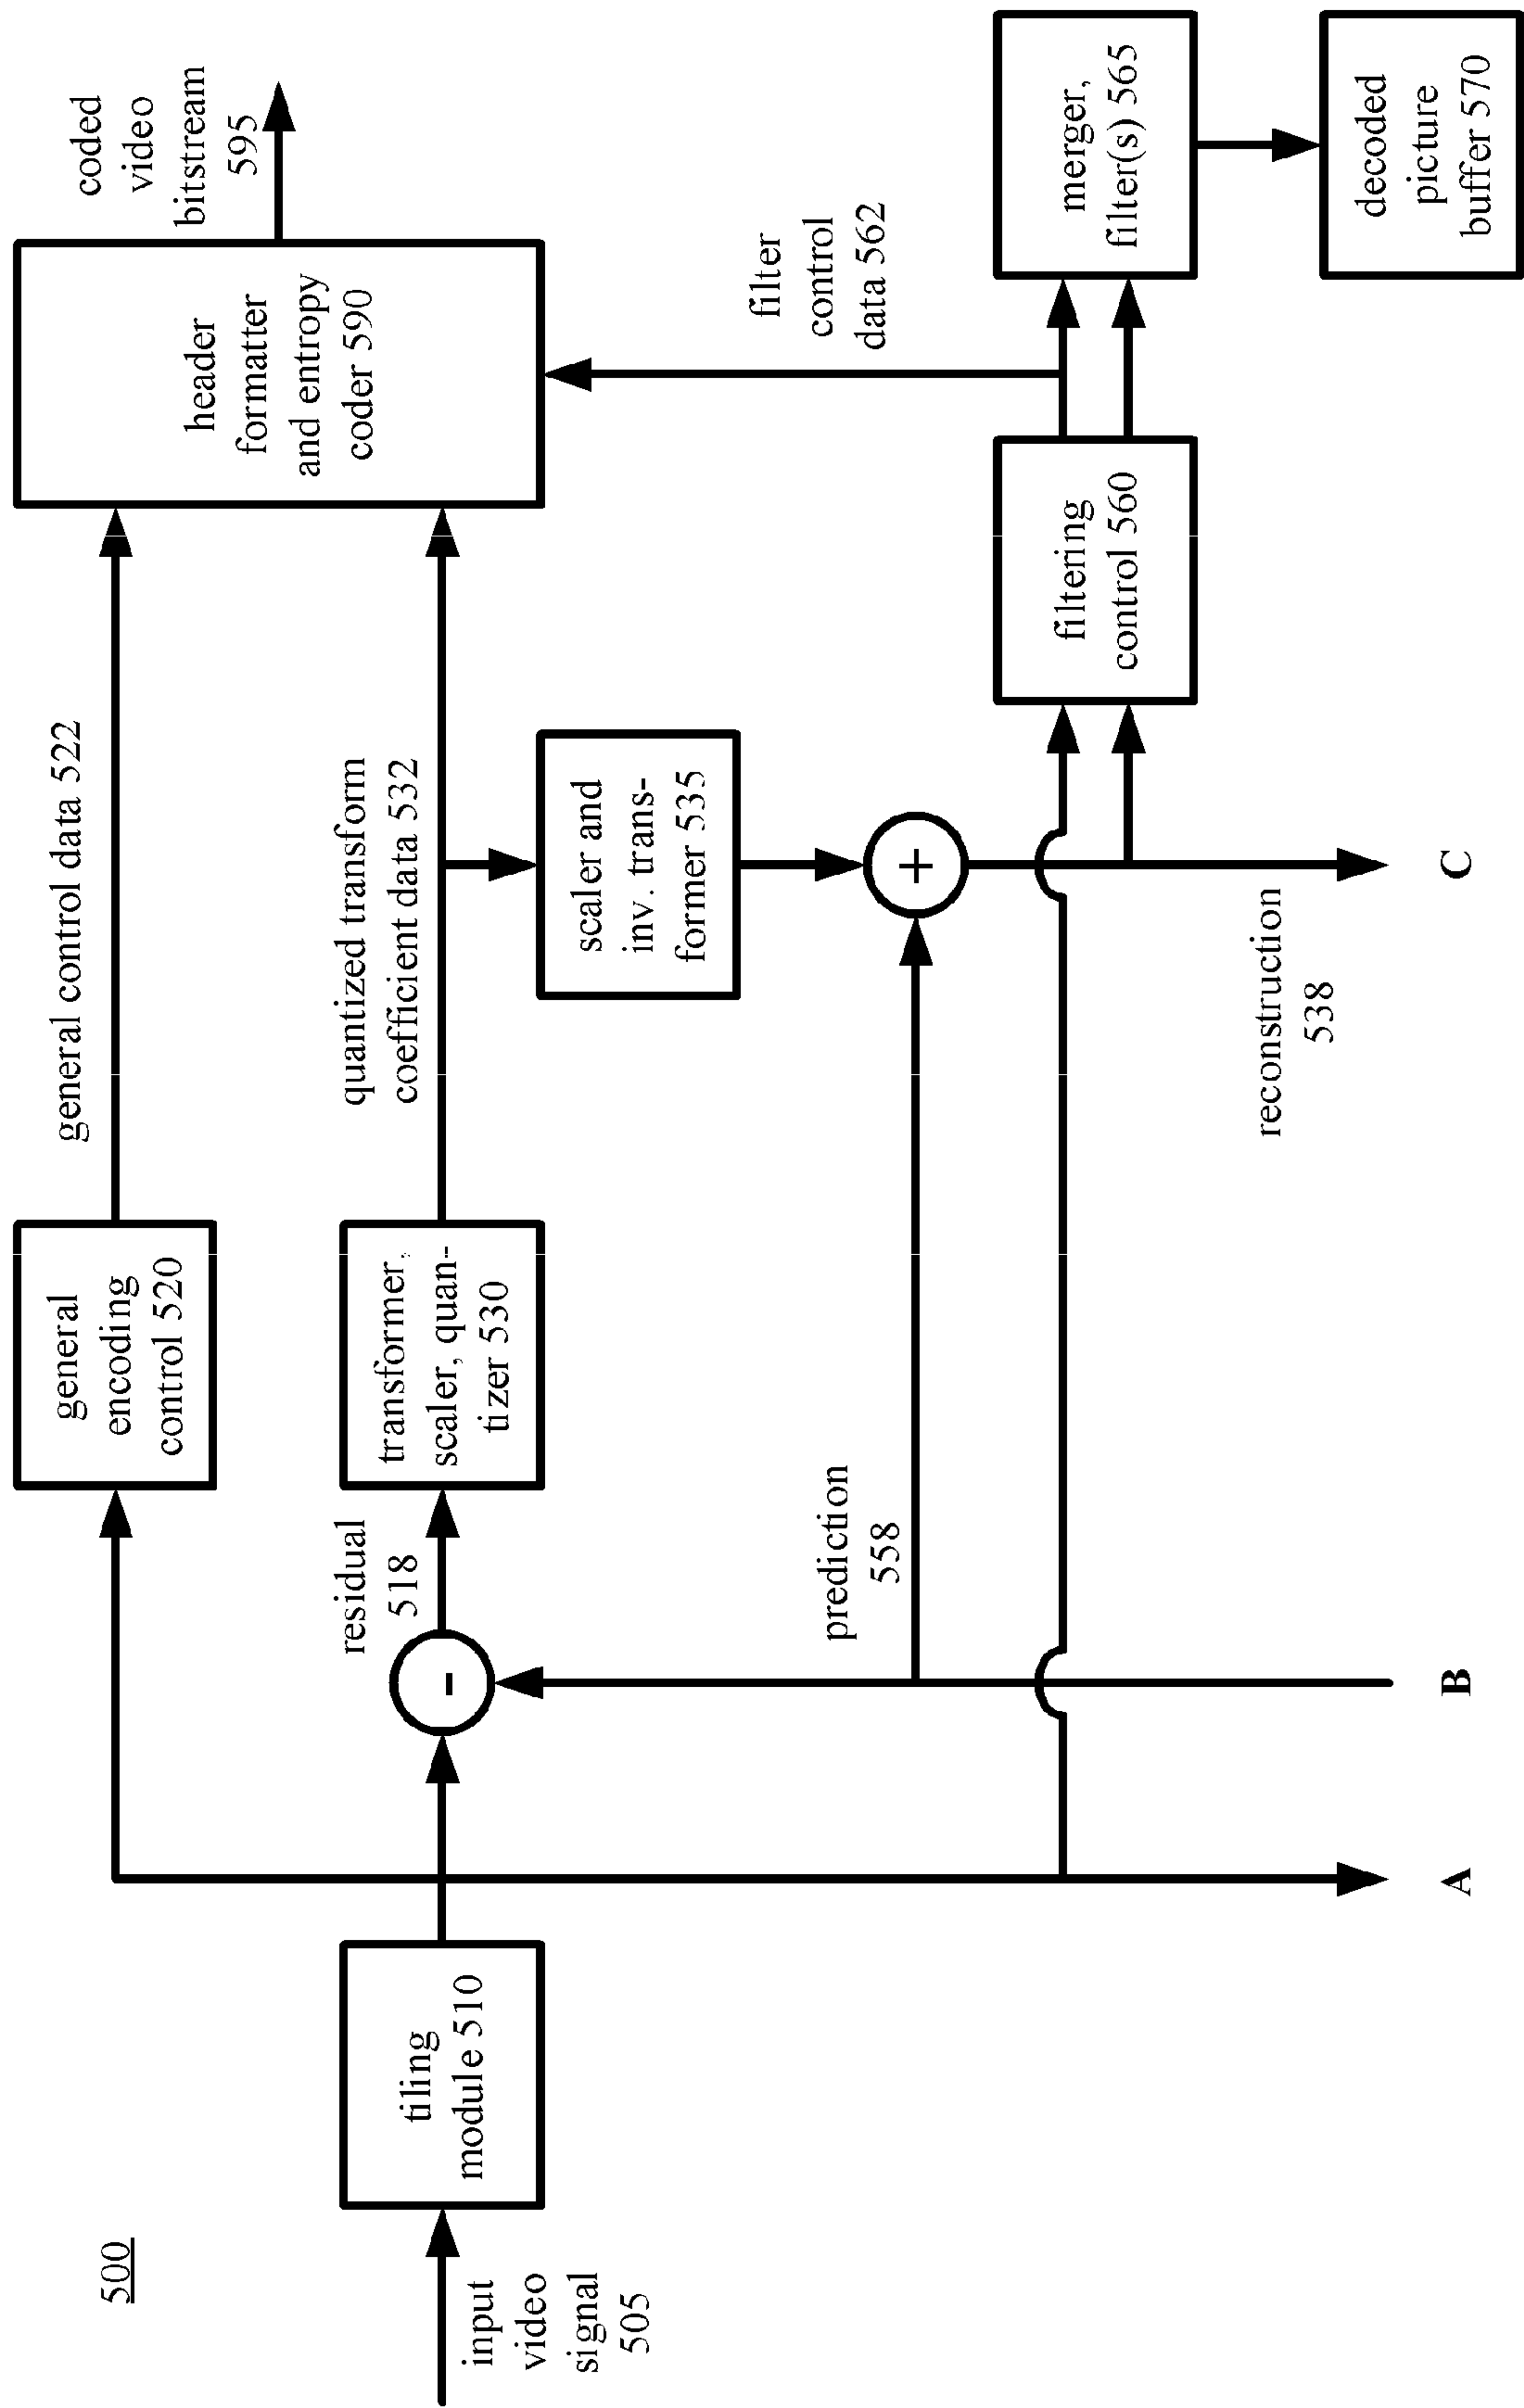 500
general control data 522
coded
video
bitstream
595
general
encoding
control 520
header
formatter
and entropy
coder 590
input
video
signal
505
tiling
module 510
-
residual
518
transformer,
scaler, quan-
tizer 530
quantized transform
coefficient data 532
scaler and
inv. trans-
former 535
filter
control
data 562
prediction
558
+
filtering
control 560
merger,
filter(s) 565
reconstruction
538
decoded
picture
buffer 570
A
B
C